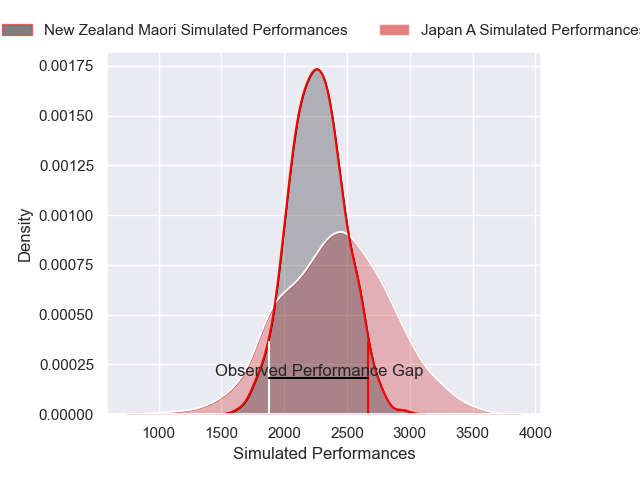 New Zealand Maori Simulated Performances
Japan A Simulated Performances
0.00175
0.00150
0.00125
0.00100
0.00075
0.00050
0.00025
0.00000
Density
Observed Performance Gap
1000 1500 2000 2500 3000 3500 4000
Simulated Performances